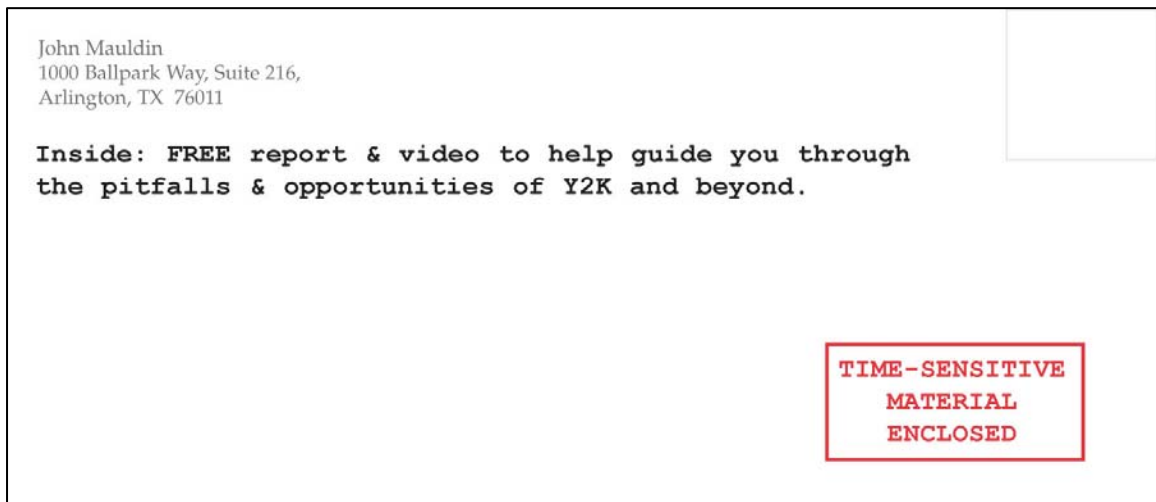 John Mauldin
1000 Ballpark Way, Suite 216,
Arlington, TX  76011
Inside: FREE report & video to help guide you through
the pitfalls & opportunities of Y2K and beyond.
TIME-SENSITIVE
MATERIAL
ENCLOSED